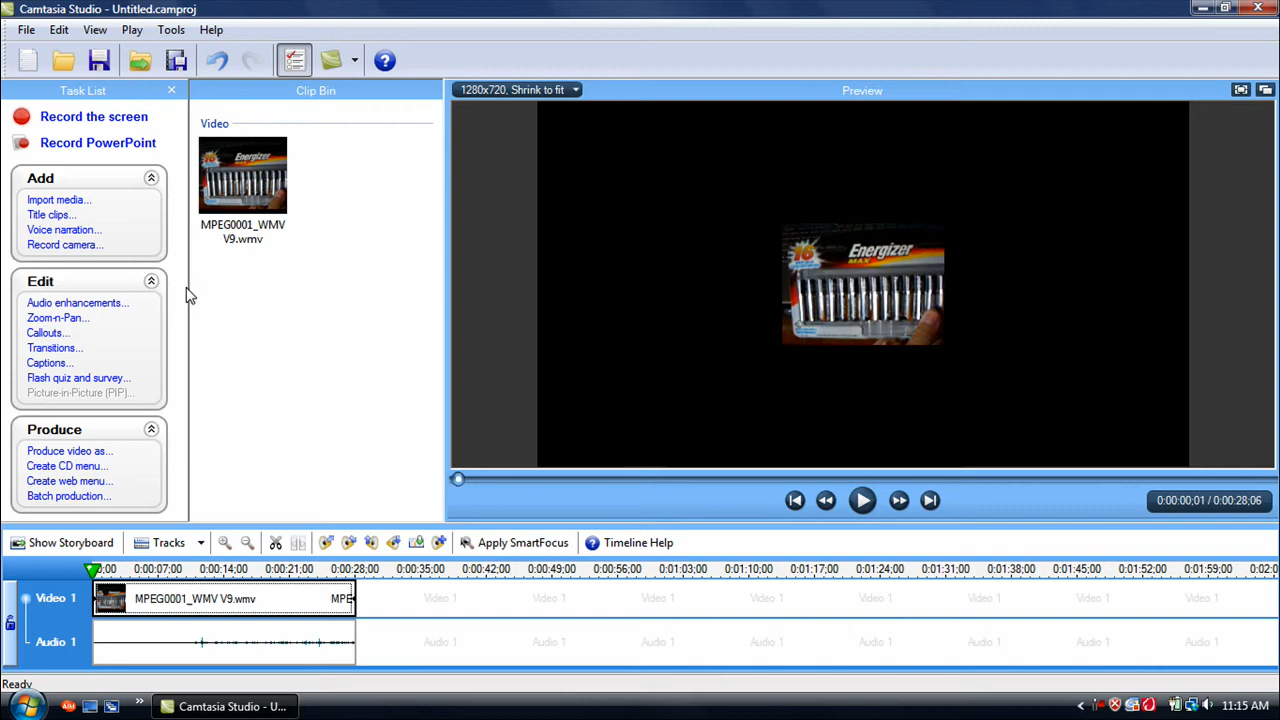 Camtasia Studio - Untitled.camproj
File Edit View Play Tools Help
Task List
Clip Bin
1280x720, Shrink to fit
Preview
Record the screen
Record PowerPoint
Add
Import media...
Title clips...
Voice narration...
Record camera...
Edit
Audio enhancements...
Zoom-n-Pan...
Callouts...
Transitions...
Captions...
Flash quiz and survey...
Picture-in-Picture (PIP)...
Produce
Produce video as...
Create CD menu...
Create web menu...
Batch production...
Video
Energizer
MPEG0001_WMV
V9.wmv
16
Energizer
MAX
0:00:00;01 / 0:00:28;06
Show Storyboard Tracks Apply SmartFocus Timeline Help
0;00 0:00:07;00 0:00:14;00 0:00:21;00 0:00:28;00 0:00:35;00 0:00:42;00 0:00:49;00 0:00:56;00 0:01:03;00 0:01:10;00 0:01:17;00 0:01:24;00 0:01:31;00 0:01:38;00 0:01:45;00 0:01:52;00 0:01:59;00 0:02:0
Video 1 MPEG0001_WMV V9.wmv MPE Video 1 Video 1 Video 1 Video 1 Video 1 Video 1 Video 1 Video 1
Audio 1 Audio 1 Audio 1 Audio 1 Audio 1 Audio 1 Audio 1 Audio 1 Audio 1
Ready
AIM
Camtasia Studio - U...
11:15 AM